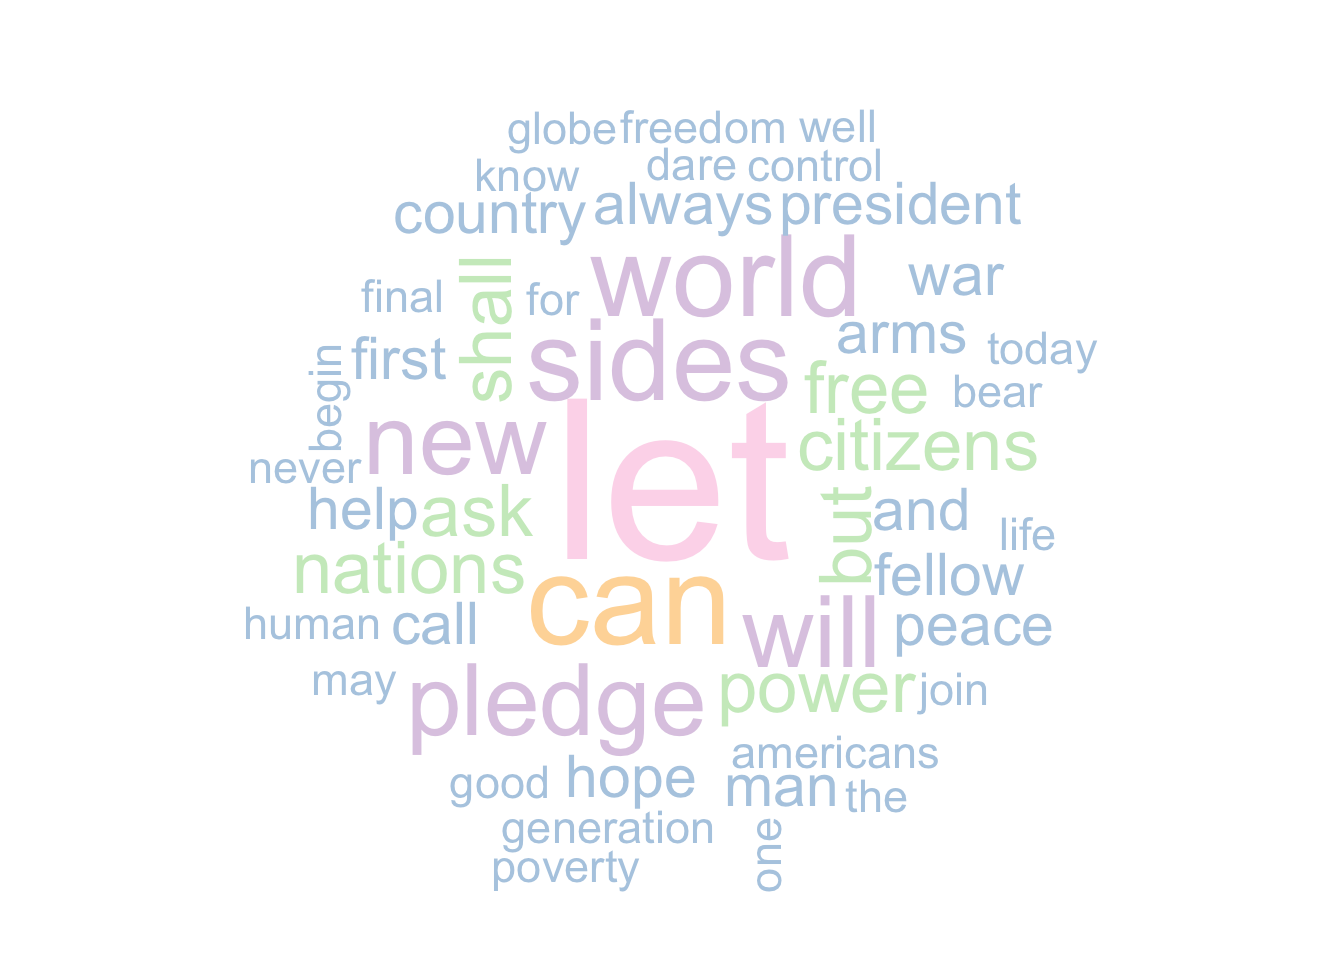 globe freedom well
know dare control
country always president
shall world war
final for
first sides arms today
begin free bear
new let citizens
never
help ask but and life
nations can fellow
human call will peace
may pledge power join
americans
good hope man the
generation one
poverty